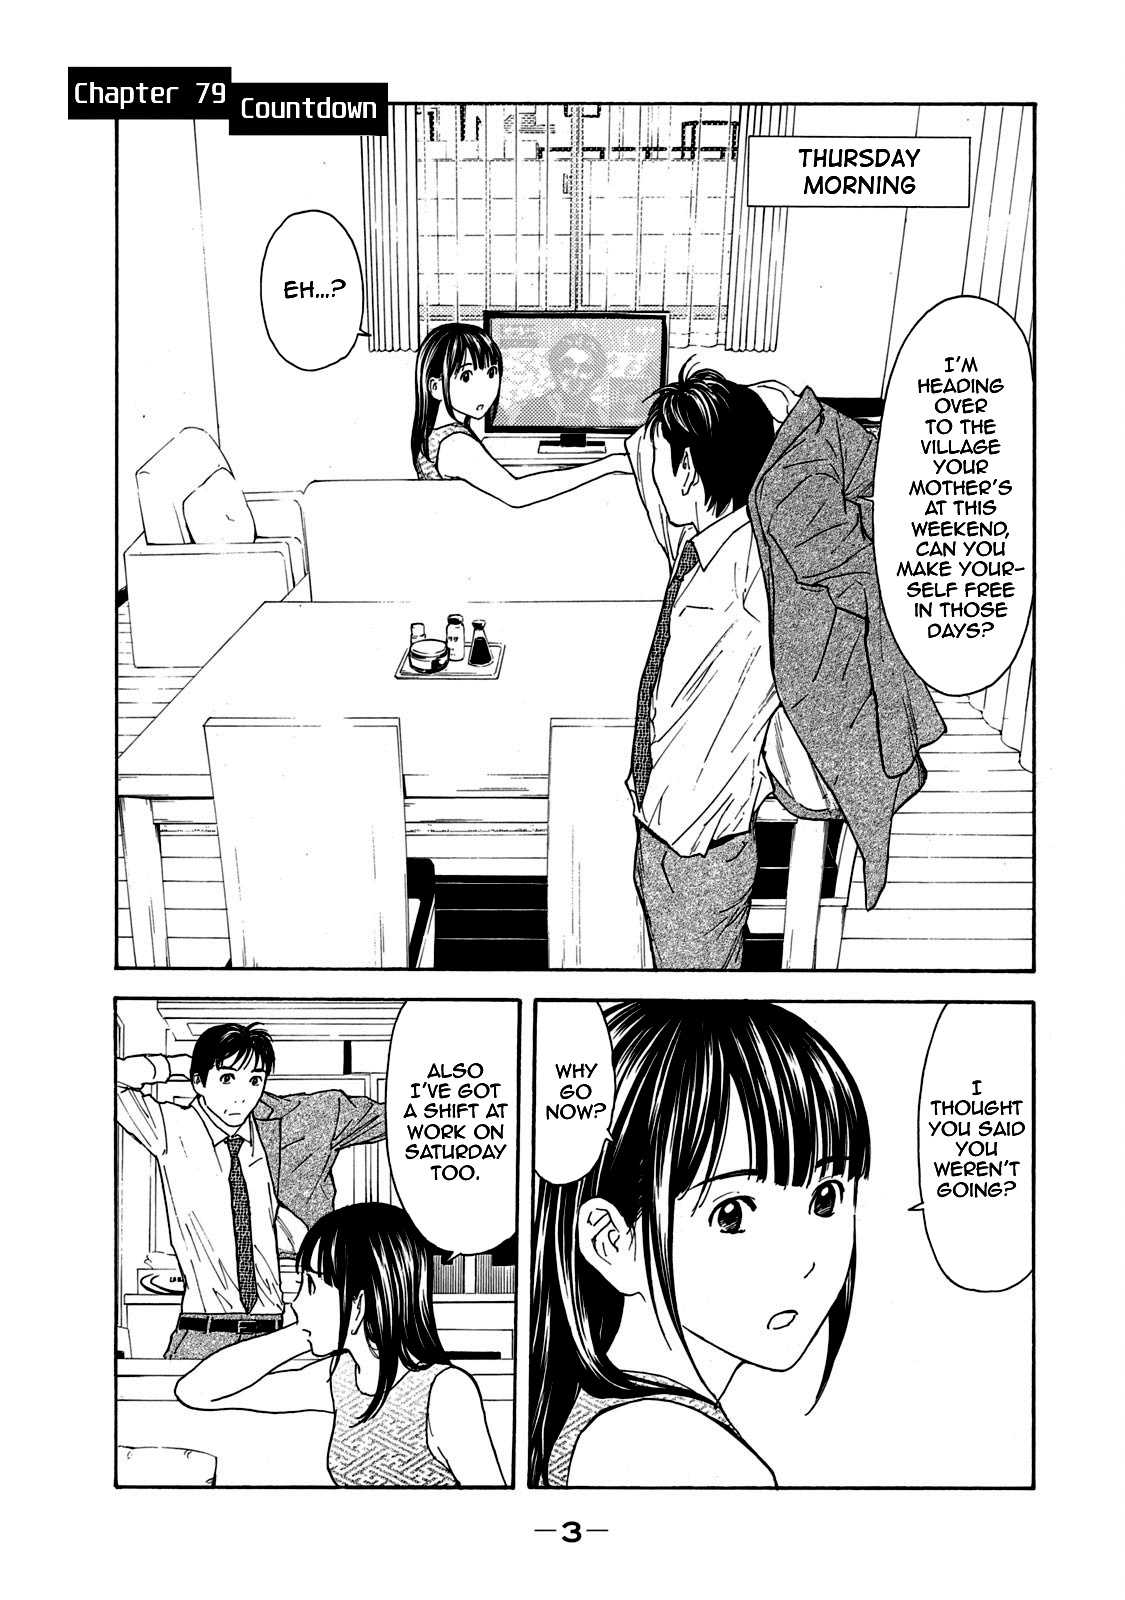 Chapter 79
Countdown
THURSDAY
MORNING
I'M
HEADING
OVER
TO THE
VILLAGE
YOUR
MOTHER'S
AT THIS
WEEKEND,
CAN YOU
MAKE YOUR-
SELF FREE
IN THOSE
DAYS?
EH...?
I
THOUGHT
YOU SAID
YOU
WEREN'T
GOING?
WHY
GO
NOW?
ALSO
I'VE GOT
A SHIFT AT
WORK ON
SATURDAY
TOO.
—3—